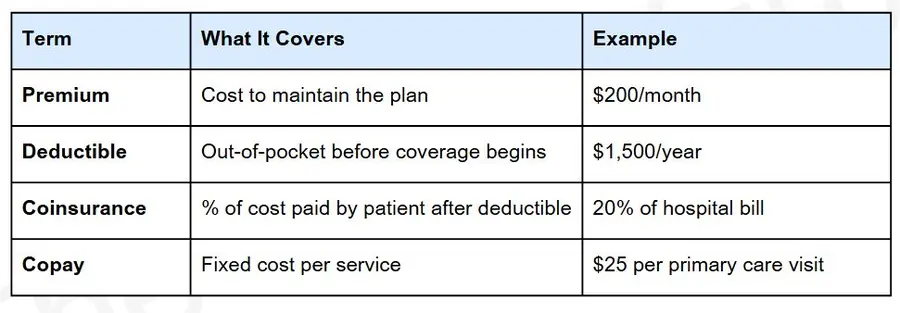 Term What It Covers Example
Premium Cost to maintain the plan $200/month
Deductible Out-of-pocket before coverage begins $1,500/year
Coinsurance % of cost paid by patient after deductible 20% of hospital bill
Copay Fixed cost per service $25 per primary care visit